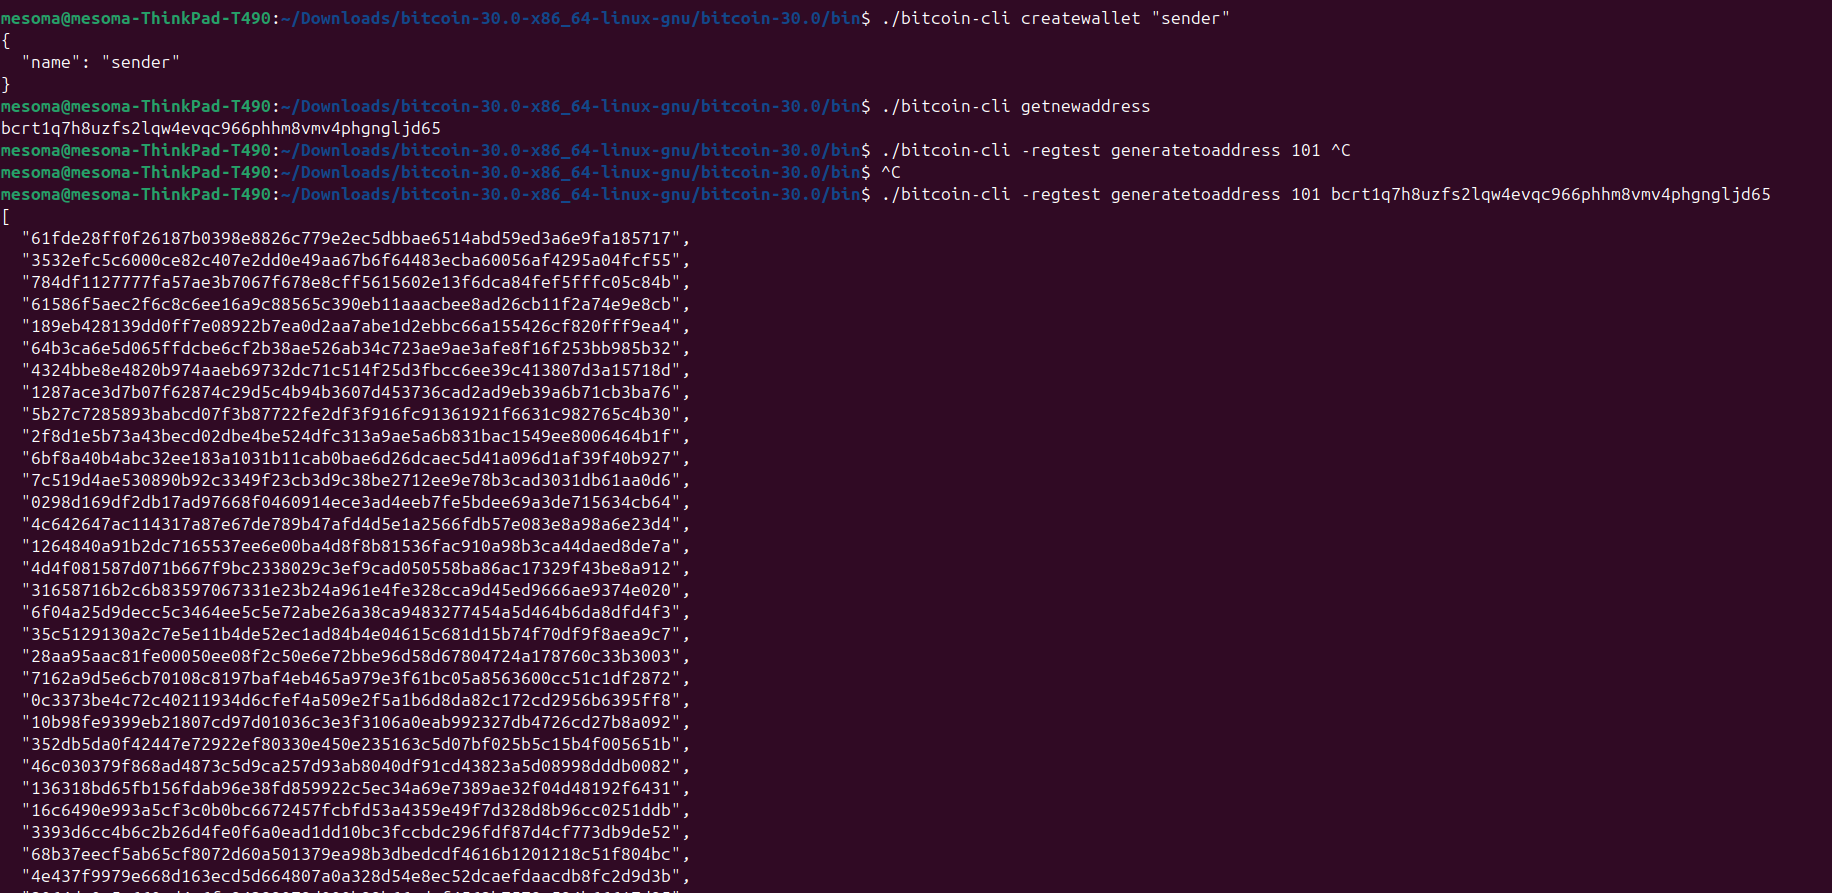 mesoma@mesoma-ThinkPad-T490:~/Downloads/bitcoin-30.0-x86_64-linux-gnu/bitcoin-30.0/bin$ ./bitcoin-cli createwallet "sender"
{
  "name": "sender"
}
mesoma@mesoma-ThinkPad-T490:~/Downloads/bitcoin-30.0-x86_64-linux-gnu/bitcoin-30.0/bin$ ./bitcoin-cli getnewaddress
bcrt1q7h8uzfs2lqw4evqc966phhm8vmv4phgngljd65
mesoma@mesoma-ThinkPad-T490:~/Downloads/bitcoin-30.0-x86_64-linux-gnu/bitcoin-30.0/bin$ ./bitcoin-cli -regtest generatetoaddress 101 ^C
mesoma@mesoma-ThinkPad-T490:~/Downloads/bitcoin-30.0-x86_64-linux-gnu/bitcoin-30.0/bin$ ^C
mesoma@mesoma-ThinkPad-T490:~/Downloads/bitcoin-30.0-x86_64-linux-gnu/bitcoin-30.0/bin$ ./bitcoin-cli -regtest generatetoaddress 101 bcrt1q7h8uzfs2lqw4evqc966phhm8vmv4phgngljd65
[
  "61fde28ff0f26187b0398e8826c779e2ec5dbbae6514abd59ed3a6e9fa185717",
  "3532efc5c6000ce82c407e2dd0e49aa67b6f64483ecba60056af4295a04fcf55",
  "784df1127777fa57ae3b7067f678e8cff5615602e13f6dca84fef5fffc05c84b",
  "61586f5aec2f6c8c6ee16a9c88565c390eb11aaacbee8ad26cb11f2a74e9e8cb",
  "189eb428139dd0ff7e08922b7ea0d2aa7abe1d2ebbc66a155426cf820fff9ea4",
  "64b3ca6e5d065ffdcbe6cf2b38ae526ab34c723ae9ae3afe8f16f253bb985b32",
  "4324bbe8e4820b974aaeb69732dc71c514f25d3fbcc6ee39c413807d3a15718d",
  "1287ace3d7b07f62874c29d5c4b94b3607d453736cad2ad9eb39a6b71cb3ba76",
  "5b27c7285893babcd07f3b87722fe2df3f916fc91361921f6631c982765c4b30",
  "2f8d1e5b73a43becd02dbe4be524dfc313a9ae5a6b831bac1549ee8006464b1f",
  "6bf8a40b4abc32ee183a1031b11cab0bae6d26dcaec5d41a096d1af39f40b927",
  "7c519d4ae530890b92c3349f23cb3d9c38be2712ee9e78b3cad3031db61aa0d6",
  "0298d169df2db17ad97668f0460914ece3ad4eeb7fe5bdee69a3de715634cb64",
  "4c642647ac114317a87e67de789b47afd4d5e1a2566fdb57e083e8a98a6e23d4",
  "1264840a91b2dc7165537ee6e00ba4d8f8b81536fac910a98b3ca44daed8de7a",
  "4d4f081587d071b667f9bc2338029c3ef9cad050558ba86ac17329f43be8a912",
  "31658716b2c6b83597067331e23b24a961e4fe328cca9d45ed9666ae9374e020",
  "6f04a25d9decc5c3464ee5c5e72abe26a38ca9483277454a5d464b6da8dfd4f3",
  "35c5129130a2c7e5e11b4de52ec1ad84b4e04615c681d15b74f70df9f8aea9c7",
  "28aa95aac81fe00050ee08f2c50e6e72bbe96d58d67804724a178760c33b3003",
  "7162a9d5e6cb70108c8197baf4eb465a979e3f61bc05a8563600cc51c1df2872",
  "0c3373be4c72c40211934d6cfef4a509e2f5a1b6d8da82c172cd2956b6395ff8",
  "10b98fe9399eb21807cd97d01036c3e3f3106a0eab992327db4726cd27b8a092",
  "352db5da0f42447e72922ef80330e450e235163c5d07bf025b5c15b4f005651b",
  "46c030379f868ad4873c5d9ca257d93ab8040df91cd43823a5d08998dddb0082",
  "136318bd65fb156fdab96e38fd859922c5ec34a69e7389ae32f04d48192f6431",
  "16c6490e993a5cf3c0b0bc6672457fcbfd53a4359e49f7d328d8b96cc0251ddb",
  "3393d6cc4b6c2b26d4fe0f6a0ead1dd10bc3fccbdc296fdf87d4cf773db9de52",
  "68b37eecf5ab65cf8072d60a501379ea98b3dbedcdf4616b1201218c51f804bc",
  "4e437f9979e668d163ecd5d664807a0a328d54e8ec52dcaefdaacdb8fc2d9d3b",